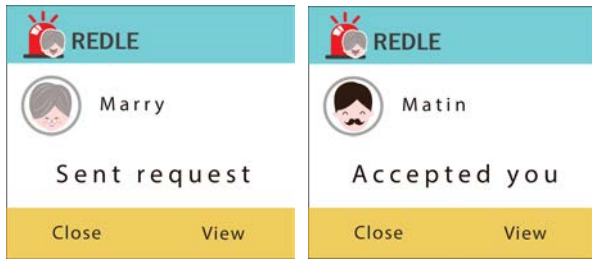 REDLE
Marry
Sent request
Close View
REDLE
Matin
Accepted you
Close View